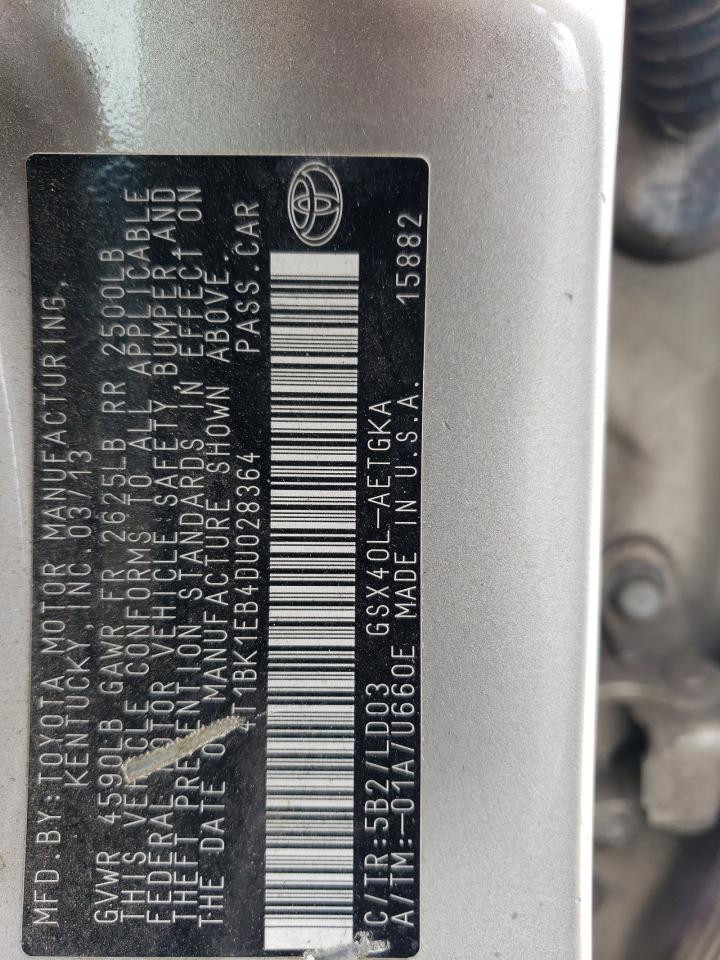 MFD.BY:TOYOTA MOTOR MANUFACTURING,
KENTUCKY, INC.03/13
GVWR 4590LB GAWR FR 2625LB RR 2500LB
THIS VEHICLE CONFORMS TO ALL APPLICABLE
FEDERAL MOTOR VEHICLE SAFETY, BUMPER,AND
THEFT PREVENTION STANDARDS IN EFFECT ON
THE DATE OF MANUFACTURE SHOWN ABOVE.
4T1BK1EB4DU028364 PASS.CAR
C/TR:5B2/LD03 GSX40L-AETGKA
A/TM:-01A/U660E MADE IN U.S.A. 15882